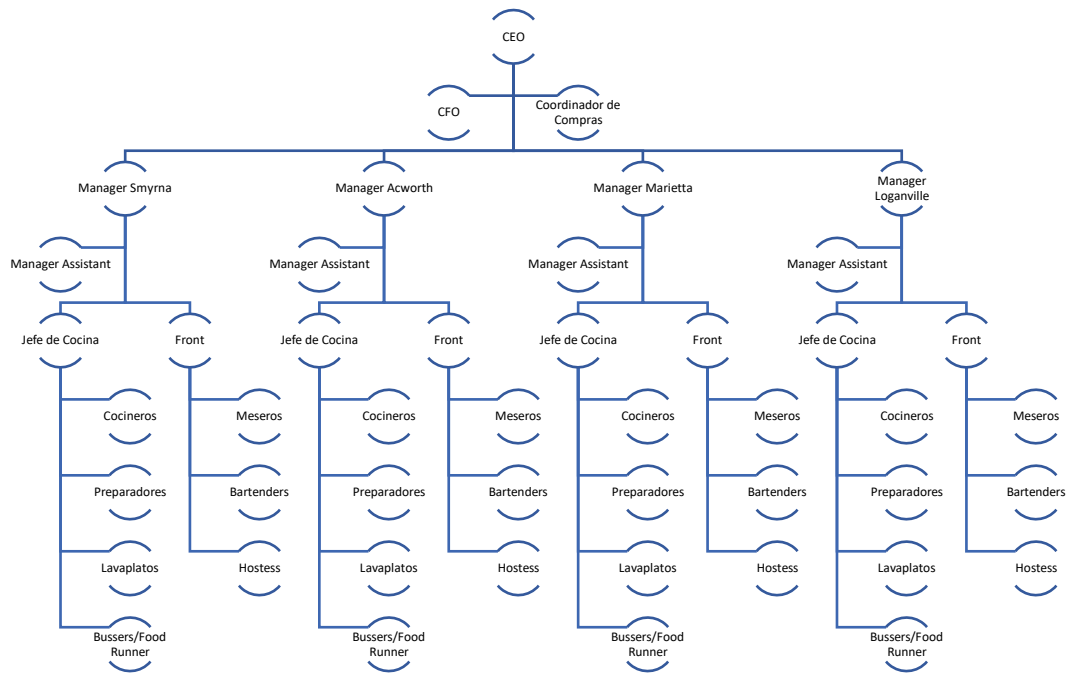 CEO
CFO
Coordinador de
Compras
Manager Smyrna
Manager Acworth
Manager Marietta
Manager
Loganville
Manager Assistant
Manager Assistant
Manager Assistant
Manager Assistant
Jefe de Cocina
Front
Jefe de Cocina
Front
Jefe de Cocina
Front
Jefe de Cocina
Front
Cocineros
Meseros
Cocineros
Meseros
Cocineros
Meseros
Cocineros
Meseros
Preparadores
Bartenders
Preparadores
Bartenders
Preparadores
Bartenders
Preparadores
Bartenders
Lavaplatos
Hostess
Lavaplatos
Hostess
Lavaplatos
Hostess
Lavaplatos
Hostess
Bussers/Food
Runner
Bussers/Food
Runner
Bussers/Food
Runner
Bussers/Food
Runner